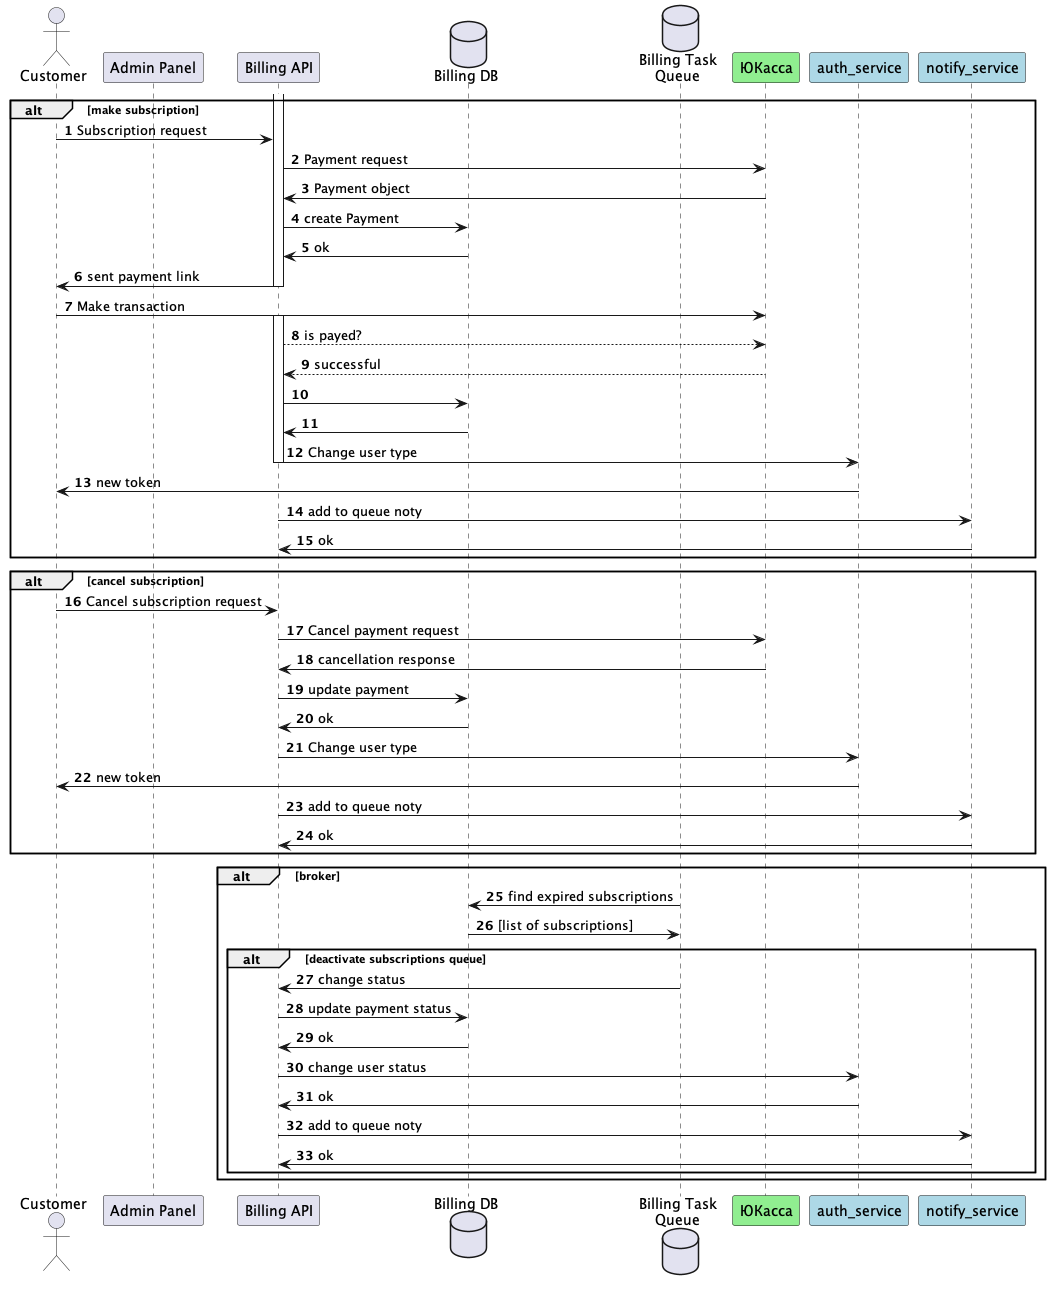 Customer
Admin Panel
Billing API
Billing DB
Billing Task
Queue
ЮКасса
auth_service
notify_service
alt [make subscription]
1 Subscription request
2 Payment request
3 Payment object
4 create Payment
5 ok
6 sent payment link
7 Make transaction
8 is payed?
9 successful
10
11
12 Change user type
13 new token
14 add to queue noty
15 ok
alt [cancel subscription]
16 Cancel subscription request
17 Cancel payment request
18 cancellation response
19 update payment
20 ok
21 Change user type
22 new token
23 add to queue noty
24 ok
alt [broker]
25 find expired subscriptions
26 [list of subscriptions]
alt [deactivate subscriptions queue]
27 change status
28 update payment status
29 ok
30 change user status
31 ok
32 add to queue noty
33 ok
Customer
Admin Panel
Billing API
Billing DB
Billing Task
Queue
ЮКасса
auth_service
notify_service